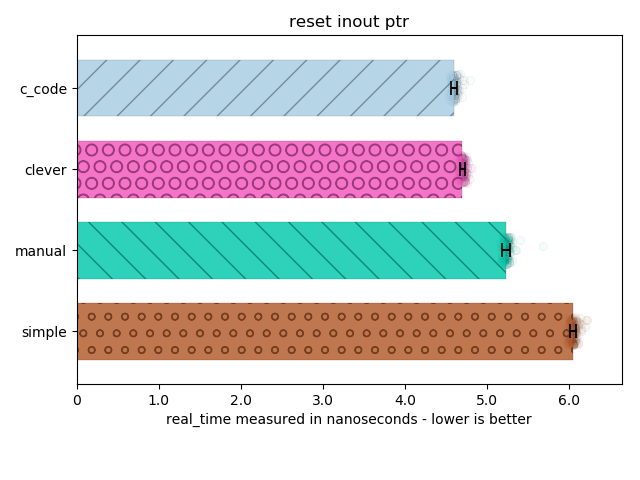 reset inout ptr
c_code
clever
manual
simple
0 1.0 2.0 3.0 4.0 5.0 6.0
real_time measured in nanoseconds - lower is better